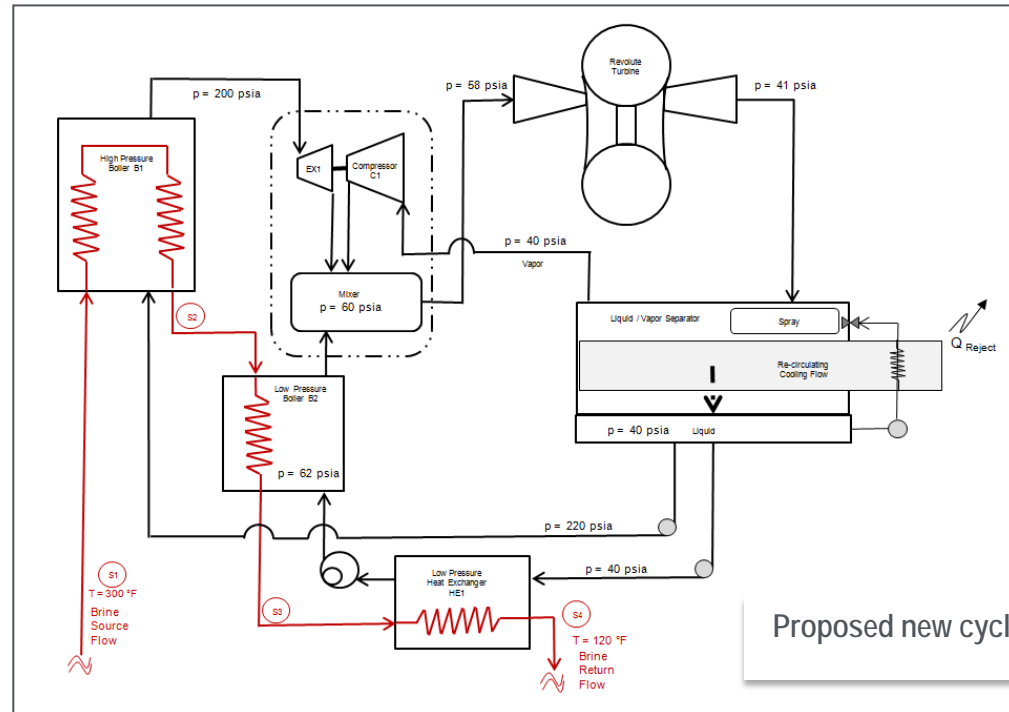 Revolute
Turbine
p = 58 psia
p = 41 psia
p = 200 psia
High Pressure
Boiler B1
EX1
Compressor
C1
p = 40 psia
Vapor
Mixer
p = 60 psia
S2
Liquid / Vapor Separator
Spray
Q Reject
Re-circulating
Cooling Flow
Low Pressure
Boiler B2
p = 62 psia
p = 40 psia
Liquid
p = 220 psia
S1
T = 300 °F
Brine
Source
Flow
Low Pressure
Heat Exchanger
HE1
p = 40 psia
S3
S4
T = 120 °F
Brine
Return
Flow
Proposed new cycl